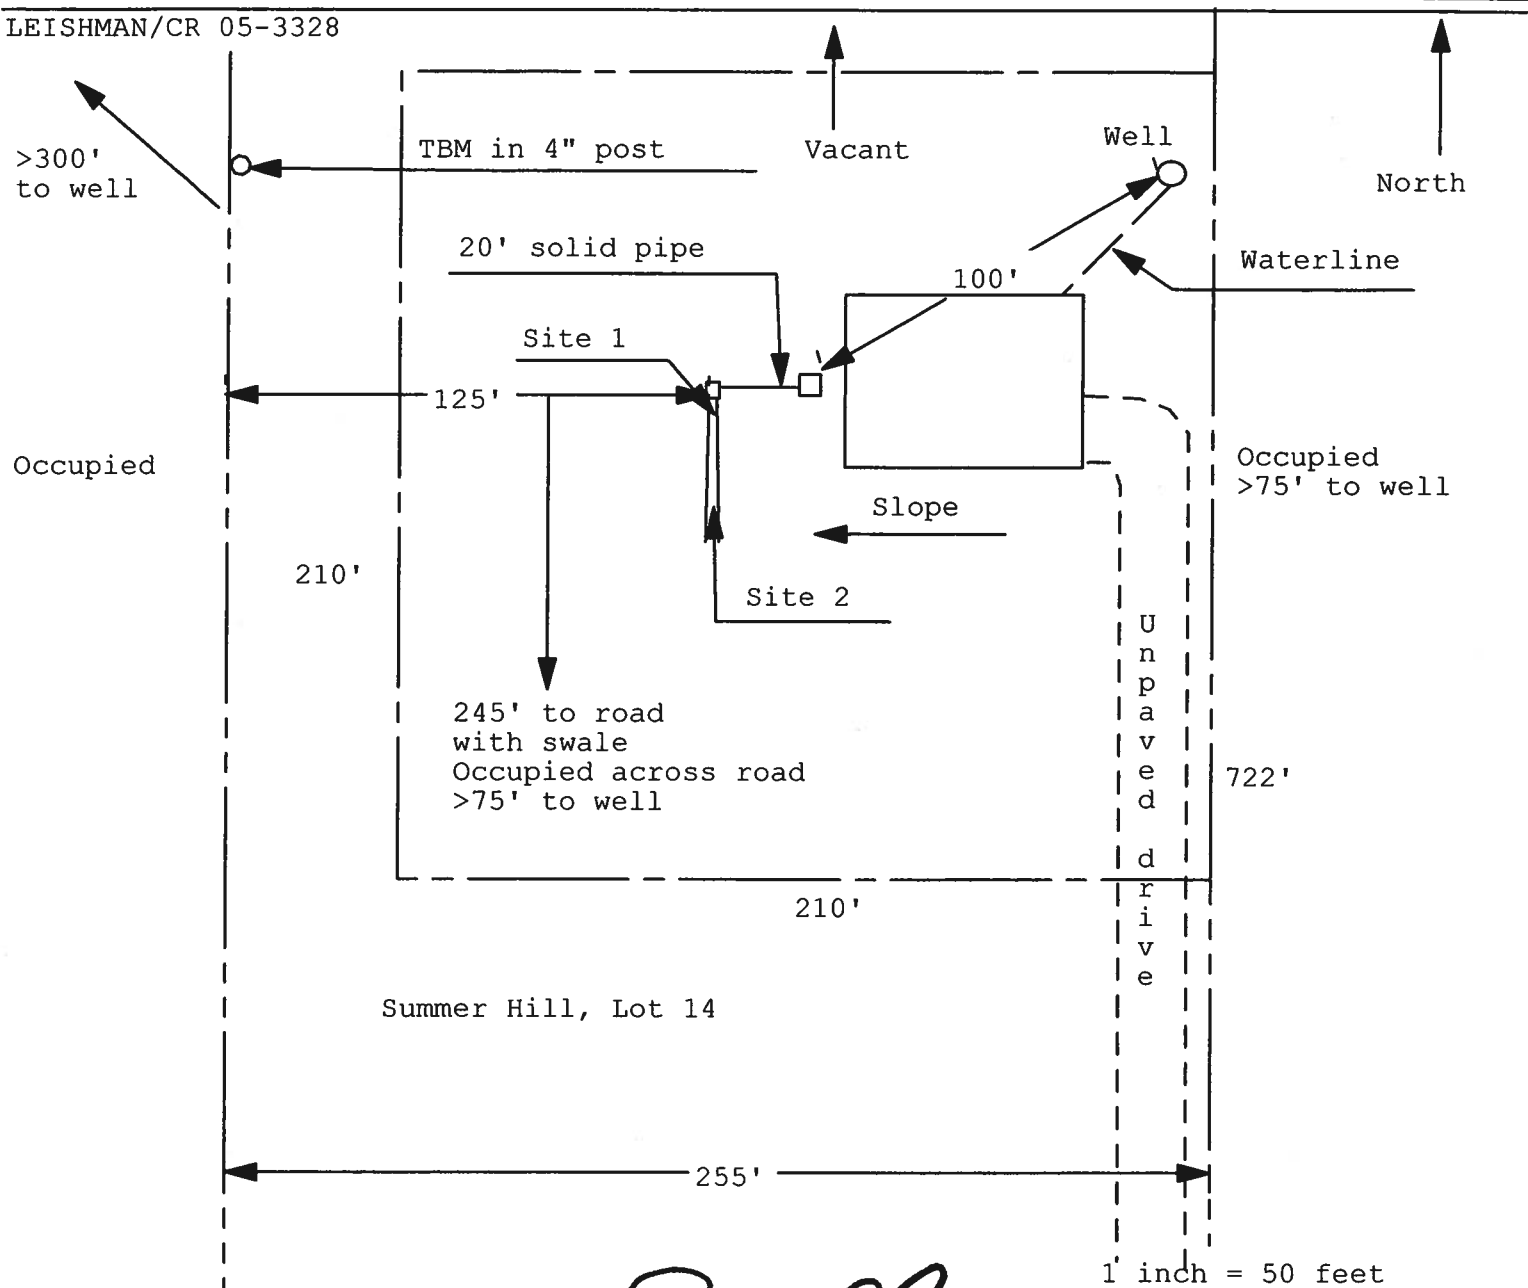 LEISHMAN/CR 05-3328
>300'
to well
TBM in 4" post
Vacant
Well
North
20' solid pipe
100'
Waterline
Site 1
125'
Occupied
Occupied
>75' to well
Slope
210'
Site 2
Unpaved drive
245' to road
with swale
Occupied across road
>75' to well
722'
210'
Summer Hill, Lot 14
255'
1 inch = 50 feet